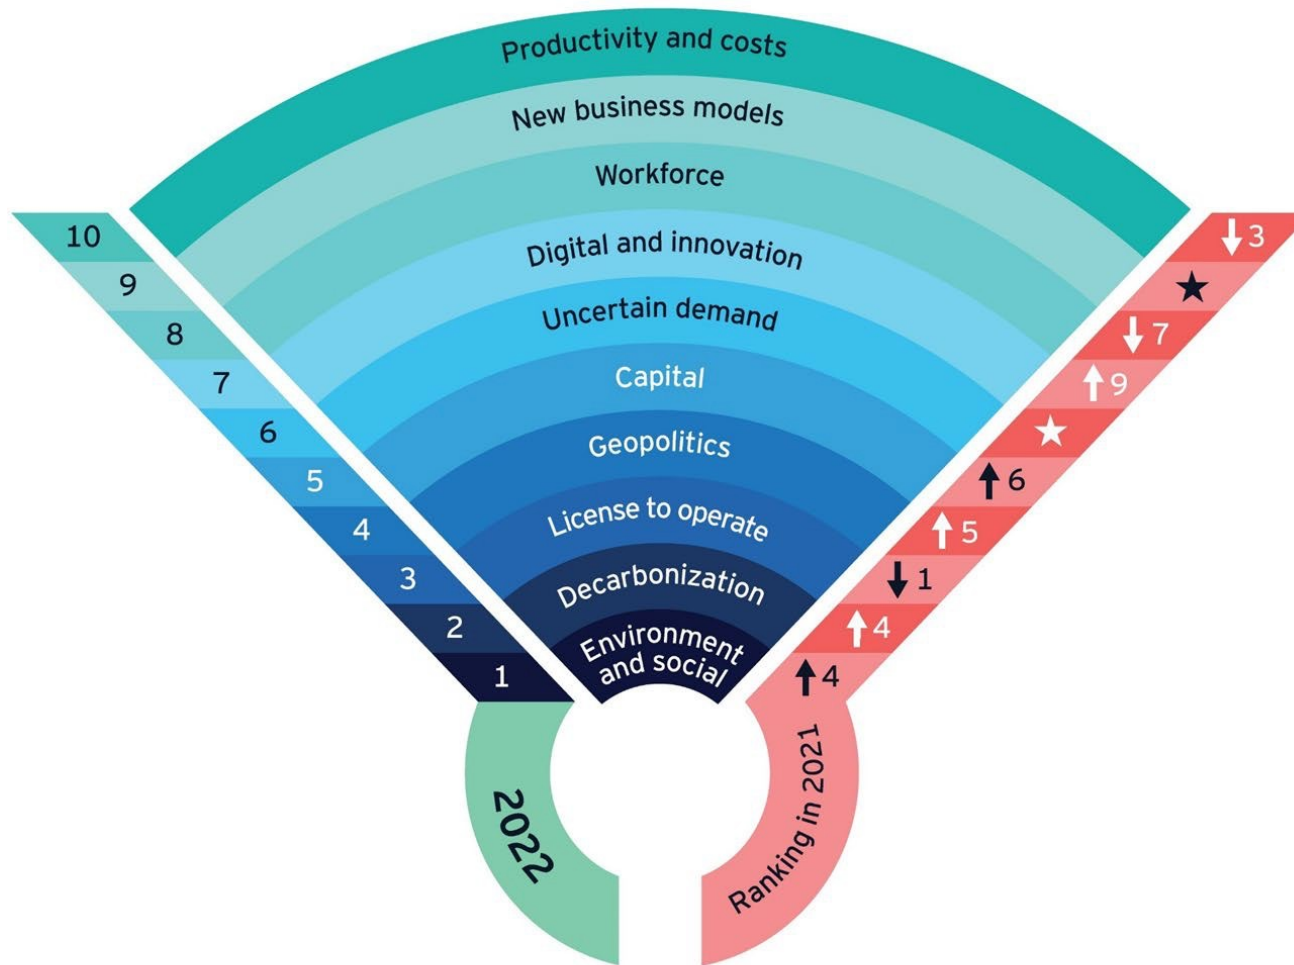 Productivity and costs
New business models
Workforce
Digital and innovation
Uncertain demand
Capital
Geopolitics
License to operate
Decarbonization
Environment
and social
10
9
8
7
6
5
4
3
2
1
2022
3
7
9
6
5
1
4
4
Ranking in 2021